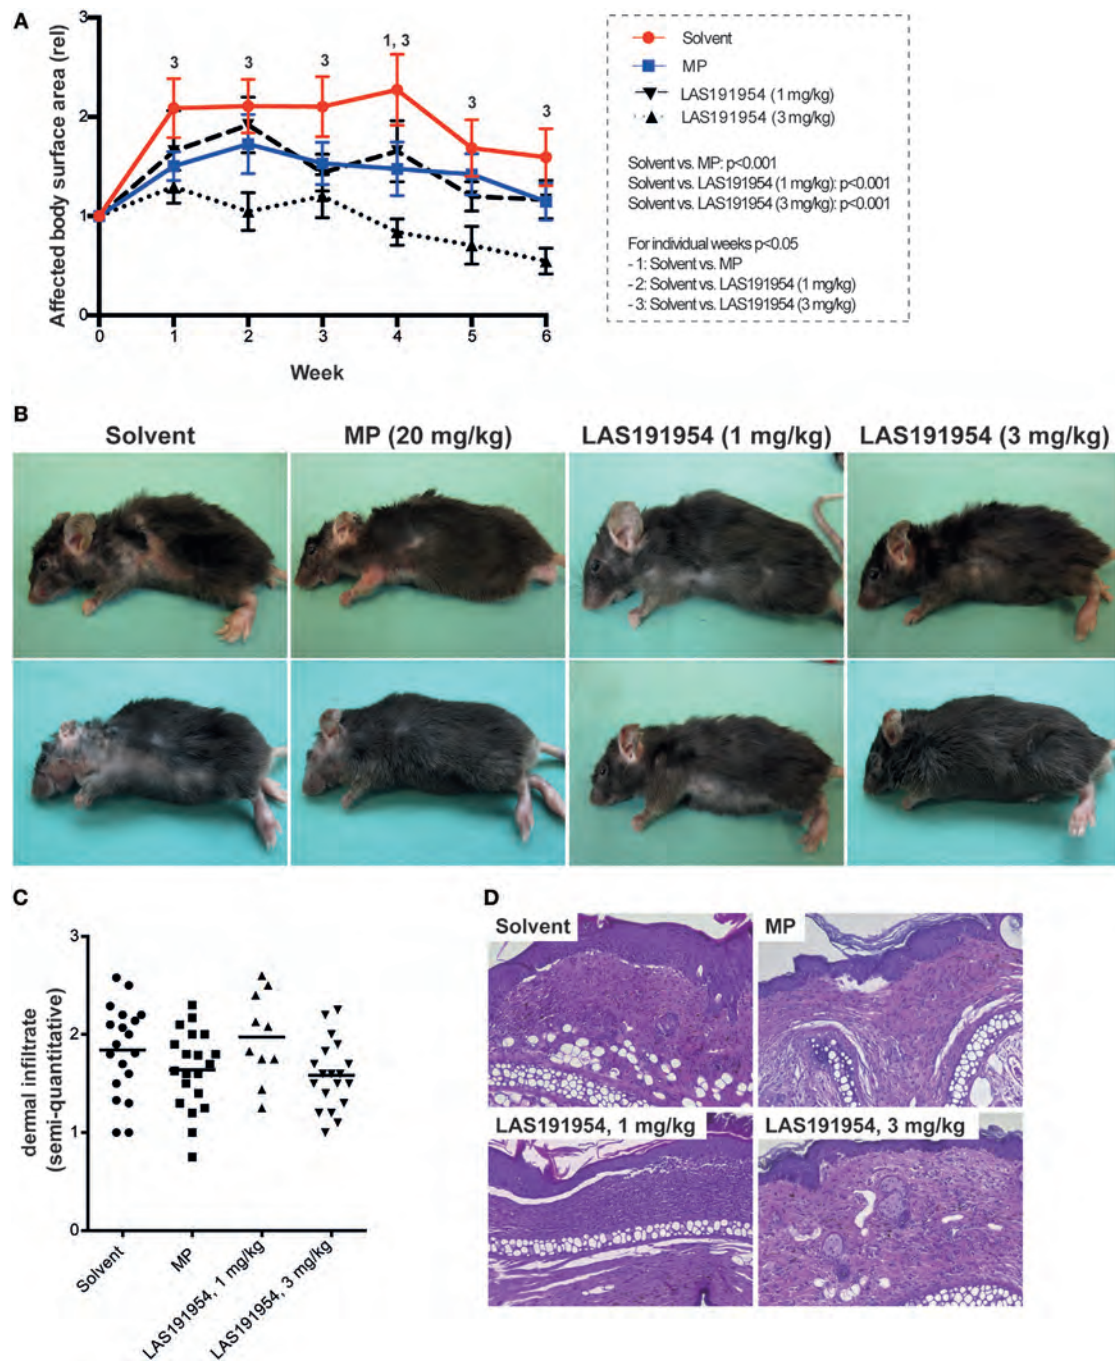 A
3
2
1
0
Affected body surface area (rel)
3
3
3
1, 3
3
3
0
1
2
3
4
5
6
Week
Solvent
MP
LAS191954 (1 mg/kg)
LAS191954 (3 mg/kg)
Solvent vs. MP: p<0.001
Solvent vs. LAS191954 (1 mg/kg): p<0.001
Solvent vs. LAS191954 (3 mg/kg): p<0.001
For individual weeks p<0.05
- 1: Solvent vs. MP
- 2: Solvent vs. LAS191954 (1 mg/kg)
- 3: Solvent vs. LAS191954 (3 mg/kg)
B
Solvent
MP (20 mg/kg)
LAS191954 (1 mg/kg)
LAS191954 (3 mg/kg)
C
3
2
1
0
dermal infiltrate
(semi-quantitative)
Solvent
MP
LAS191954, 1 mg/kg
LAS191954, 3 mg/kg
D
Solvent
MP
LAS191954, 1 mg/kg
LAS191954, 3 mg/kg